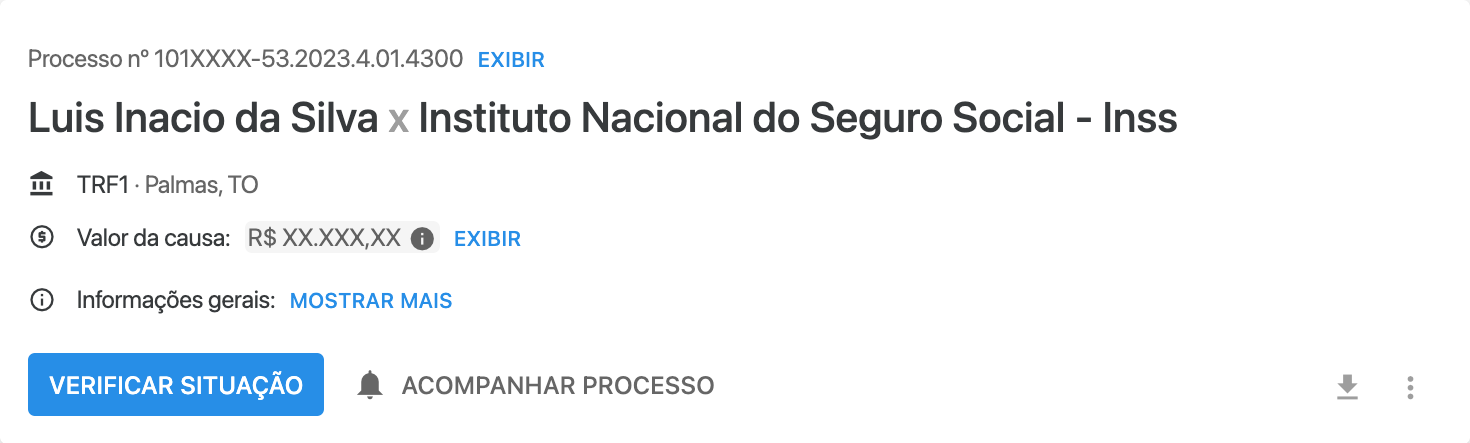 Processo nº 101XXXX-53.2023.4.01.4300 EXIBIR
Luis Inacio da Silva x Instituto Nacional do Seguro Social - Inss
TRF1 · Palmas, TO
Valor da causa: R$ XX.XXX,XX EXIBIR
Informações gerais: MOSTRAR MAIS
VERIFICAR SITUAÇÃO ACOMPANHAR PROCESSO